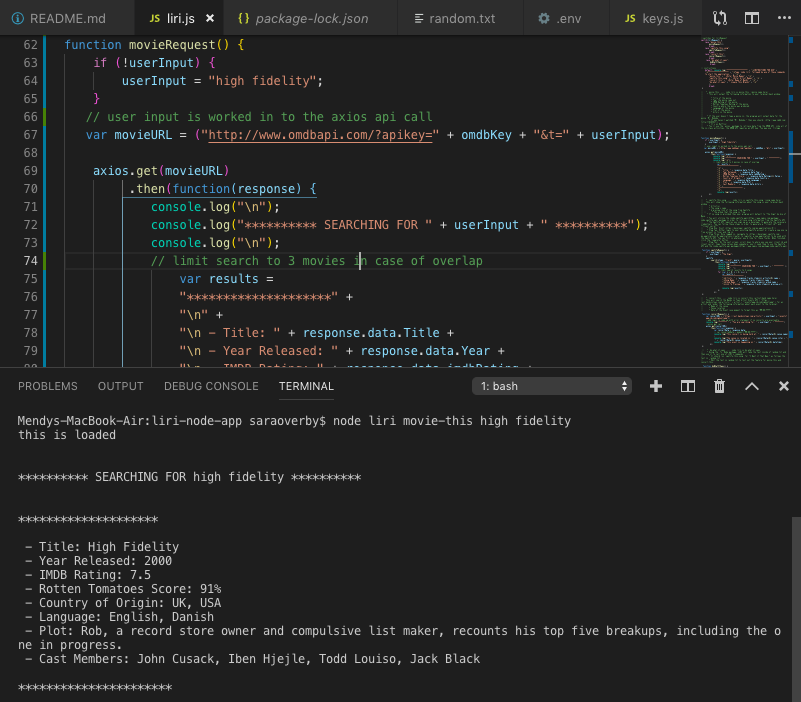 README.md
JS liri.js ×
{} package-lock.json
random.txt
.env
JS keys.js
62 function movieRequest() {
63 if (!userInput) {
64 userInput = "high fidelity";
65 }
66 // user input is worked in to the axios api call
67 var movieURL = ("http://www.omdbapi.com/?apikey=" + omdbKey + "&t=" + userInput);
68
69 axios.get(movieURL)
70 .then(function(response) {
71 console.log("\n");
72 console.log("********** SEARCHING FOR " + userInput + " **********");
73 console.log("\n");
74 // limit search to 3 movies in case of overlap
75 var results =
76 "********************" +
77 "\n" +
78 "\n - Title: " + response.data.Title +
79 "\n - Year Released: " + response.data.Year +
PROBLEMS OUTPUT DEBUG CONSOLE TERMINAL 1: bash
Mendys-MacBook-Air:liri-node-app saraoverby$ node liri movie-this high fidelity
this is loaded
********** SEARCHING FOR high fidelity **********
********************
- Title: High Fidelity
- Year Released: 2000
- IMDB Rating: 7.5
- Rotten Tomatoes Score: 91%
- Country of Origin: UK, USA
- Language: English, Danish
- Plot: Rob, a record store owner and compulsive list maker, recounts his top five breakups, including the o
ne in progress.
- Cast Members: John Cusack, Iben Hjejle, Todd Louiso, Jack Black
**********************